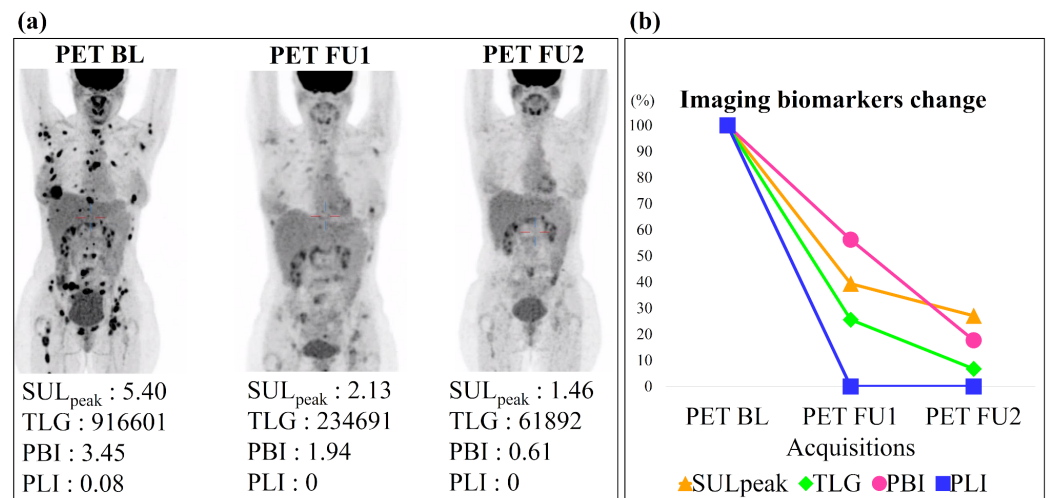 (a)
PET BL
PET FU1
PET FU2
SULpeak : 5.40
TLG : 916601
PBI : 3.45
PLI : 0.08
SULpeak : 2.13
TLG : 234691
PBI : 1.94
PLI : 0
SULpeak : 1.46
TLG : 61892
PBI : 0.61
PLI : 0
(b)
Imaging biomarkers change
(%)
100
90
80
70
60
50
40
30
20
10
0
PET BL
PET FU1
PET FU2
Acquisitions
SULpeak
TLG
PBI
PLI